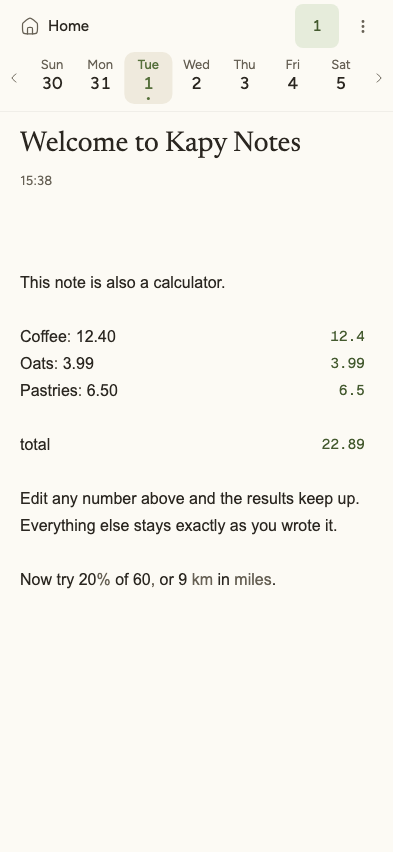 Home
1
Sun Mon Tue Wed Thu Fri Sat
30 31 1 2 3 4 5
Welcome to Kapy Notes
15:38
This note is also a calculator.
Coffee: 12.40 12.4
Oats: 3.99 3.99
Pastries: 6.50 6.5
total 22.89
Edit any number above and the results keep up.
Everything else stays exactly as you wrote it.
Now try 20% of 60, or 9 km in miles.